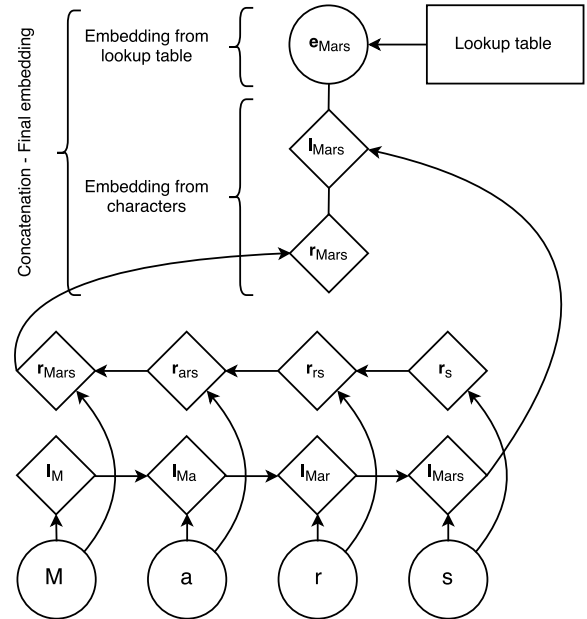 Embedding from
lookup table
e_Mars
Lookup table
Concatenation - Final embedding
l_Mars
Embedding from
characters
r_Mars
r_Mars
r_ars
r_rs
r_s
l_M
l_Ma
l_Mar
l_Mars
M
a
r
s